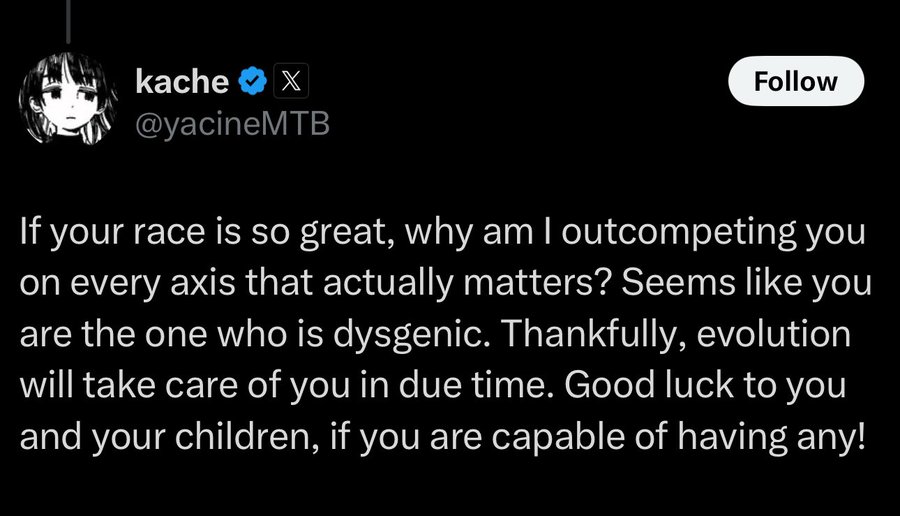 kache
@yacineMTB
Follow
If your race is so great, why am I outcompeting you
on every axis that actually matters? Seems like you
are the one who is dysgenic. Thankfully, evolution
will take care of you in due time. Good luck to you
and your children, if you are capable of having any!